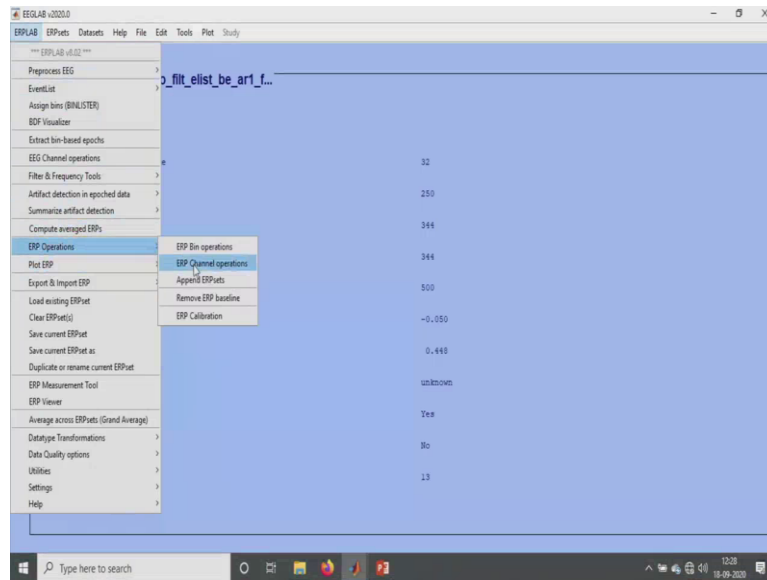 EEGLAB v2020.0
ERPLAB ERPsets Datasets Help File Edit Tools Plot Study
*** ERPLAB v8.02 ***
Preprocess EEG
EventList
Assign bins (BINLISTER)
BDF Visualizer
Extract bin-based epochs
EEG Channel operations
Filter & Frequency Tools
Artifact detection in epoched data
Summarize artifact detection
Compute averaged ERPs
ERP Operations
Plot ERP
Export & Import ERP
Load existing ERPset
Clear ERPset(s)
Save current ERPset
Save current ERPset as
Duplicate or rename current ERPset
ERP Measurement Tool
ERP Viewer
Average across ERPsets (Grand Average)
Datatype Transformations
Data Quality options
Utilities
Settings
Help
ERP Bin operations
ERP Channel operations
Append ERPsets
Remove ERP baseline
ERP Calibration
_filt_elist_be_ar1_f...
32
250
344
344
500
-0.050
0.448
unknown
Yes
No
13
Type here to search
12:28
18-09-2020